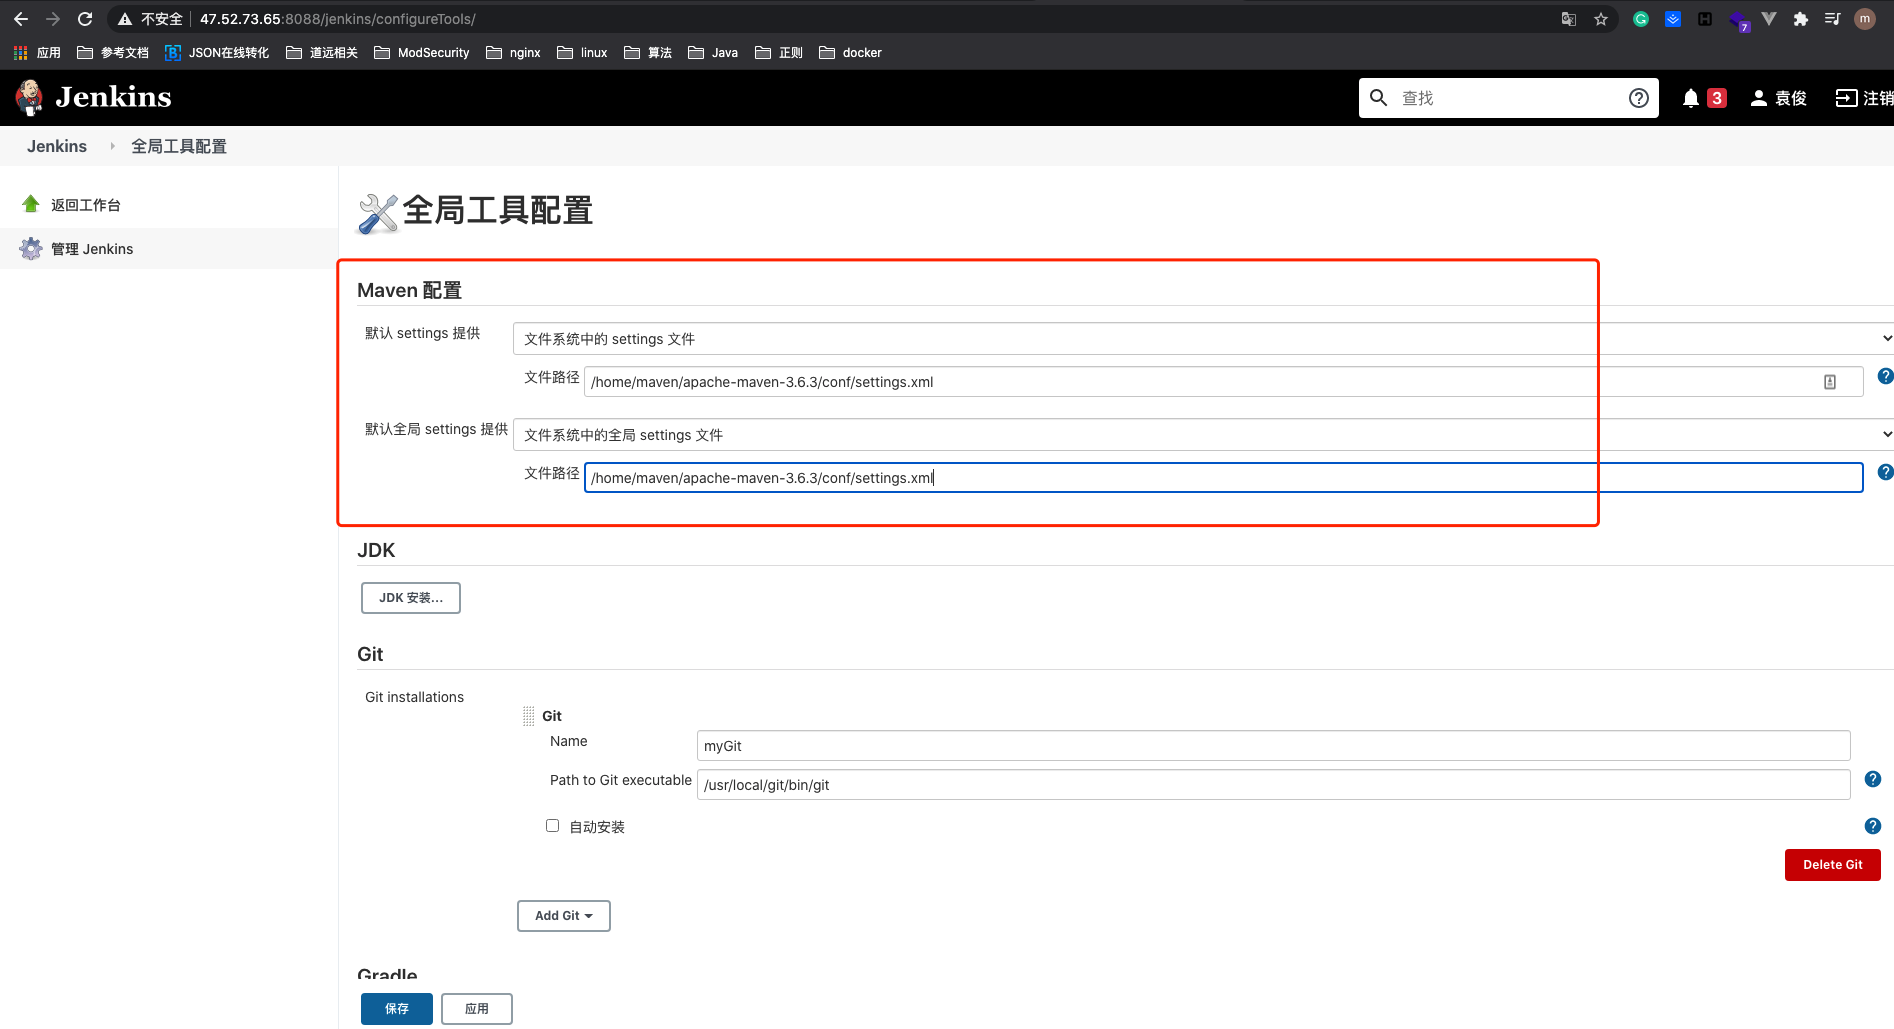 不安全 47.52.73.65:8088/jenkins/configureTools/
7
m
应用 参考文档 JSON在线转化 道远相关 ModSecurity nginx linux 算法 Java 正则 docker
Jenkins 查找 3 袁俊 注销
Jenkins 全局工具配置
返回工作台
管理 Jenkins
全局工具配置
Maven 配置
默认 settings 提供 文件系统中的 settings 文件
文件路径 /home/maven/apache-maven-3.6.3/conf/settings.xml
默认全局 settings 提供 文件系统中的全局 settings 文件
文件路径 /home/maven/apache-maven-3.6.3/conf/settings.xml
JDK
JDK 安装...
Git
Git installations
Git
Name myGit
Path to Git executable /usr/local/git/bin/git
自动安装
Delete Git
Add Git
Gradle
保存 应用